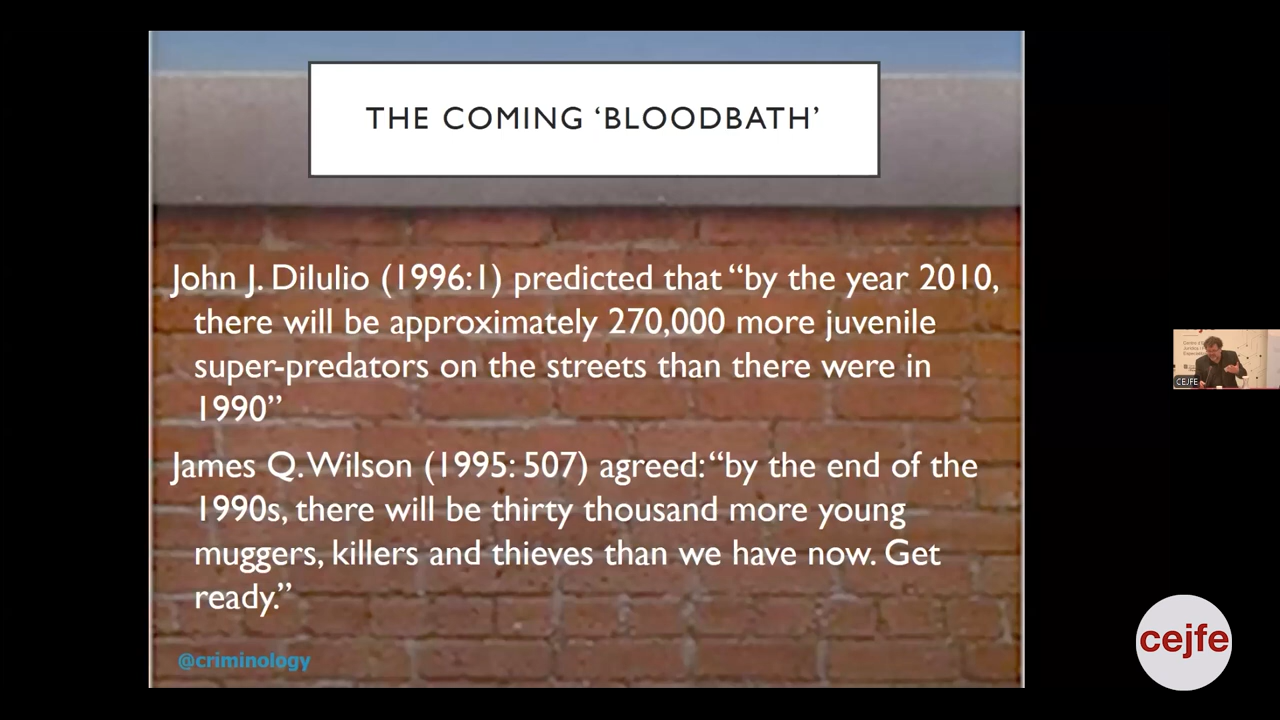 THE COMING ‘BLOODBATH’
John J. DiIulio (1996:1) predicted that “by the year 2010,
there will be approximately 270,000 more juvenile
super-predators on the streets than there were in
1990”
James Q. Wilson (1995: 507) agreed: “by the end of the
1990s, there will be thirty thousand more young
muggers, killers and thieves than we have now. Get
ready.”
@criminology
CEJFE
cejfe